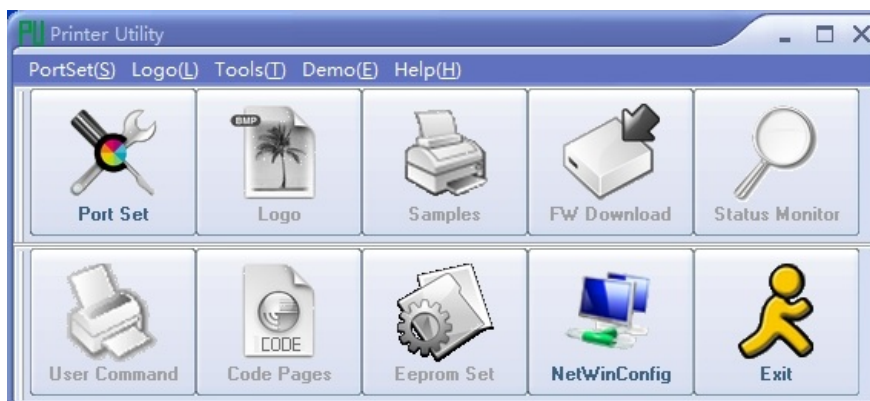 PU Printer Utility
PortSet(S) Logo(L) Tools(T) Demo(E) Help(H)
BMP
Port Set Logo Samples FW Download Status Monitor
CODE
User Command Code Pages Eeprom Set NetWinConfig Exit